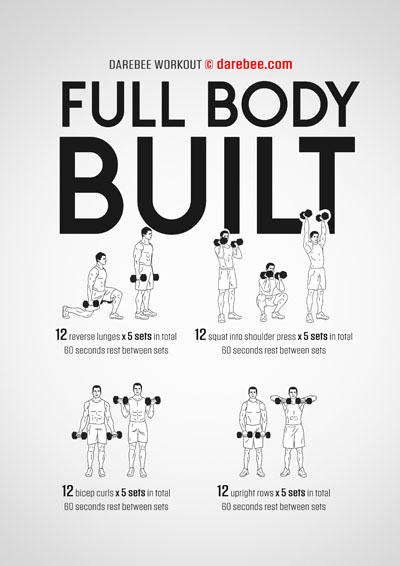 DAREBEE WORKOUT © darebee.com
FULL BODY
BUILT
12 reverse lunges x 5 sets in total
60 seconds rest between sets
12 squat into shoulder press x 5 sets in total
60 seconds rest between sets
12 bicep curls x 5 sets in total
60 seconds rest between sets
12 upright rows x 5 sets in total
60 seconds rest between sets